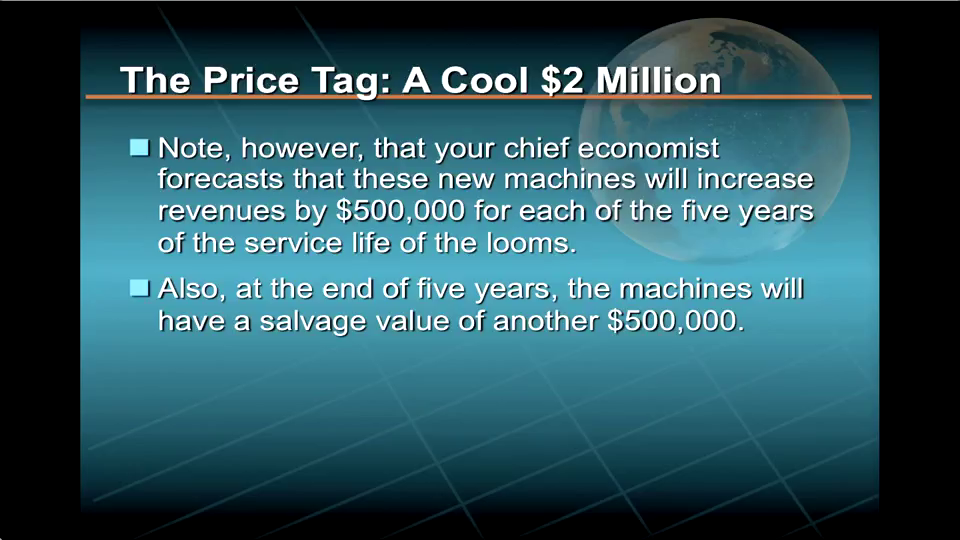 The Price Tag: A Cool $2 Million
Note, however, that your chief economist
forecasts that these new machines will increase
revenues by $500,000 for each of the five years
of the service life of the looms.
Also, at the end of five years, the machines will
have a salvage value of another $500,000.